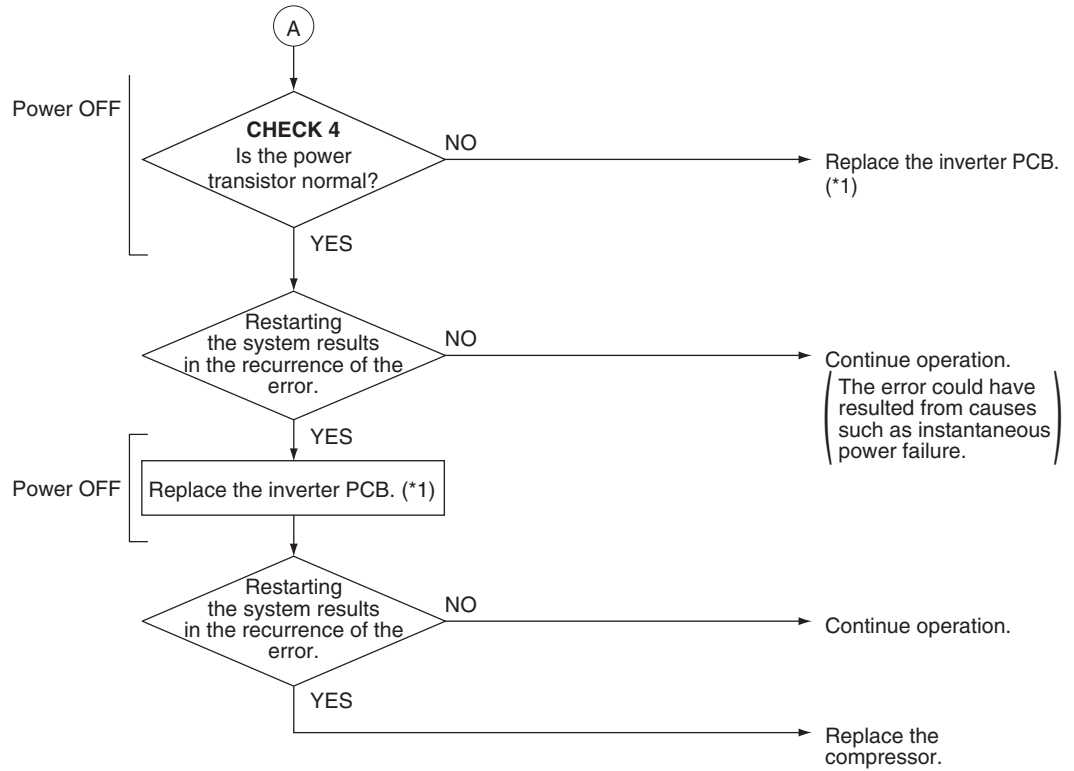 A
Power OFF
CHECK 4
Is the power
transistor normal?
NO
Replace the inverter PCB.
(*1)
YES
Restarting
the system results
in the recurrence of the
error.
NO
Continue operation.
The error could have
resulted from causes
such as instantaneous
power failure.
YES
Power OFF
Replace the inverter PCB. (*1)
Restarting
the system results
in the recurrence of the
error.
NO
Continue operation.
YES
Replace the
compressor.